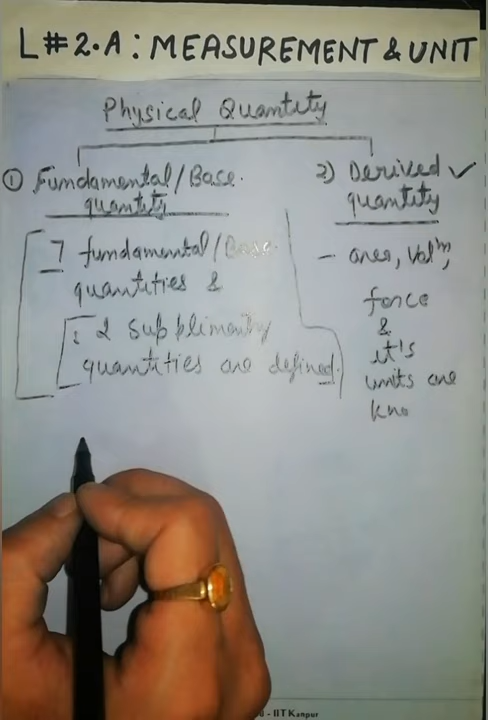 L#2.A: MEASUREMENT & UNIT
Physical Quantity
① Fundamental/Base
quantity
7 fundamental/Base
quantities &
2 Supplimentry
quantities are defined.
2) Derived ✓
quantity
- area, Vol^m,
force
&
it's
units are
kno
- IIT Kanpur